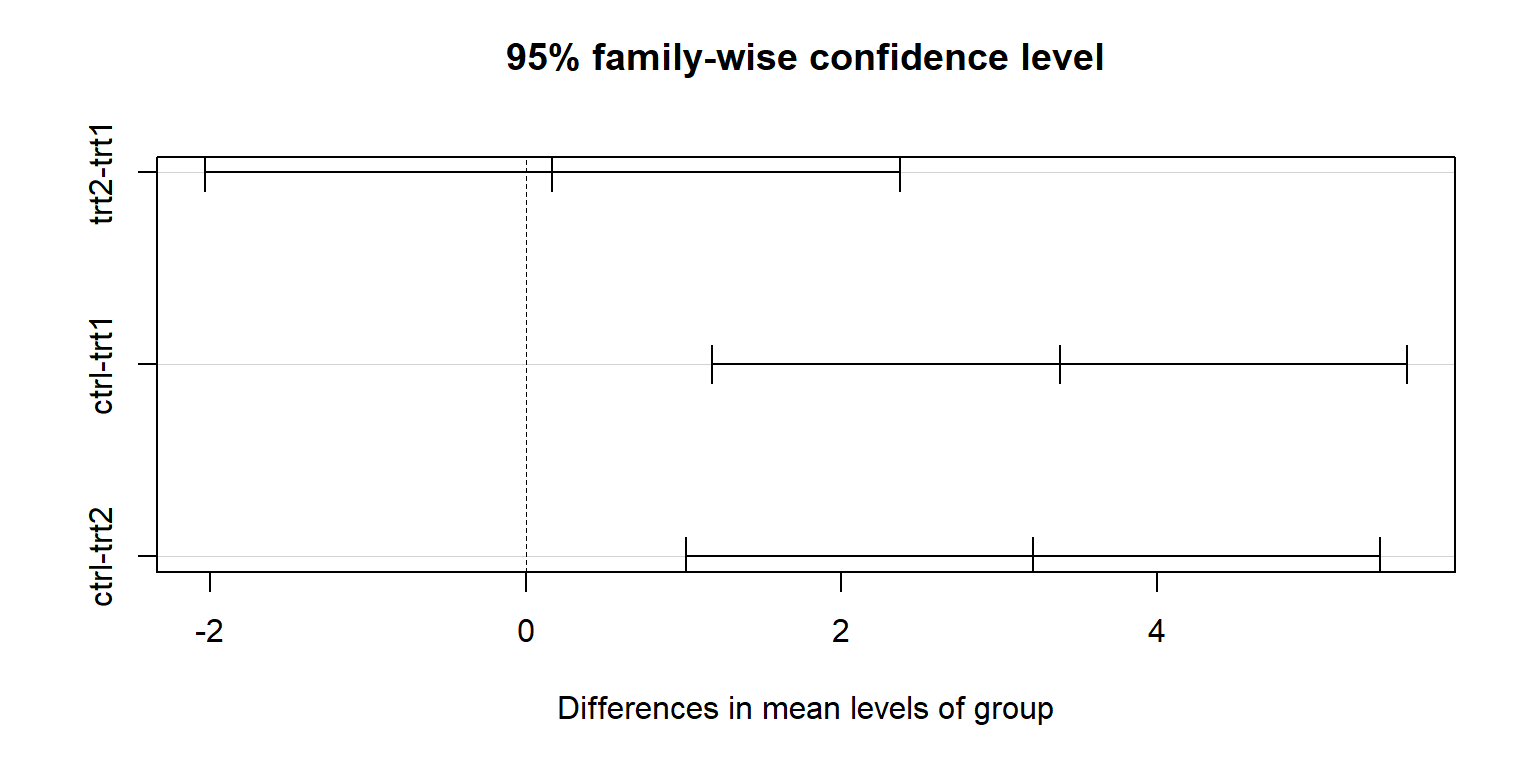 95% family-wise confidence level
trt2-trt1
ctrl-trt1
ctrl-trt2
-2 0 2 4
Differences in mean levels of group